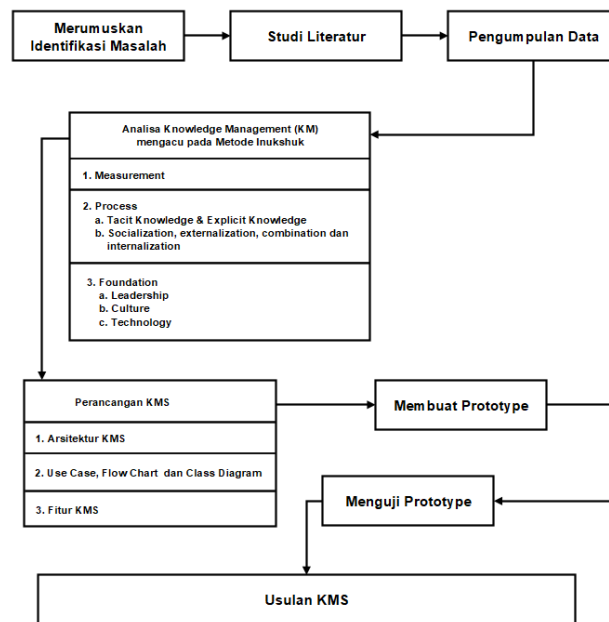 Merumuskan
Identifikasi Masalah
Studi Literatur
Pengumpulan Data
Analisa Knowledge Management (KM)
mengacu pada Metode Inukshuk
1. Measurement
2. Process
a. Tacit Knowledge & Explicit Knowledge
b. Socialization, externalization, combination dan
internalization
3. Foundation
a. Leadership
b. Culture
c. Technology
Perancangan KMS
1. Arsitektur KMS
2. Use Case, Flow Chart dan Class Diagram
3. Fitur KMS
Membuat Prototype
Menguji Prototype
Usulan KMS